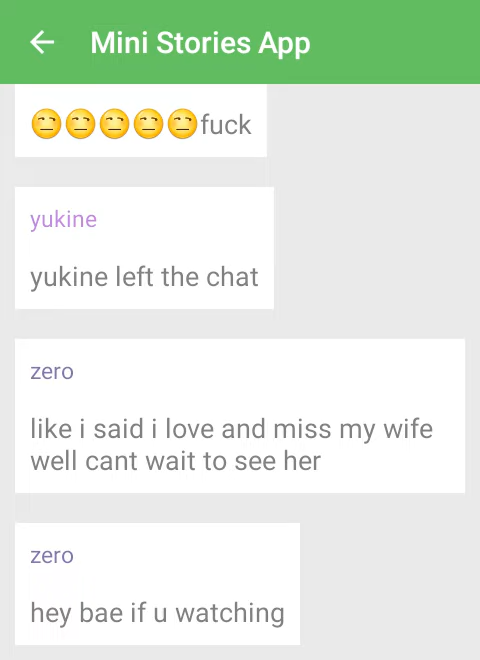 Mini Stories App
😒😒😒😒😒fuck
yukine
yukine left the chat
zero
like i said i love and miss my wife
well cant wait to see her
zero
hey bae if u watching